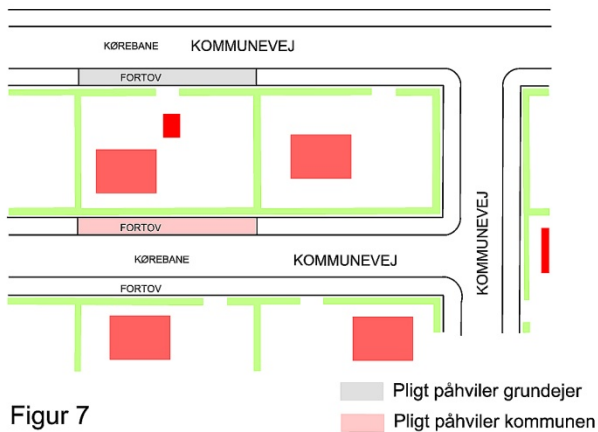 KØREBANE KOMMUNEVEJ
FORTOV
KOMMUNEVEJ
FORTOV
KØREBANE KOMMUNEVEJ
FORTOV
Pligt påhviler grundejer
Figur 7
Pligt påhviler kommunen